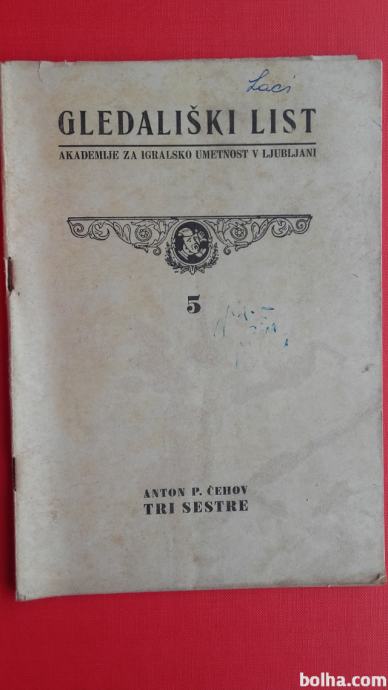 Laci
GLEDALIŠKI LIST
AKADEMIJE ZA IGRALSKO UMETNOST V LJUBLJANI
5
ANTON P. ČEHOV
TRI SESTRE
bolha.com